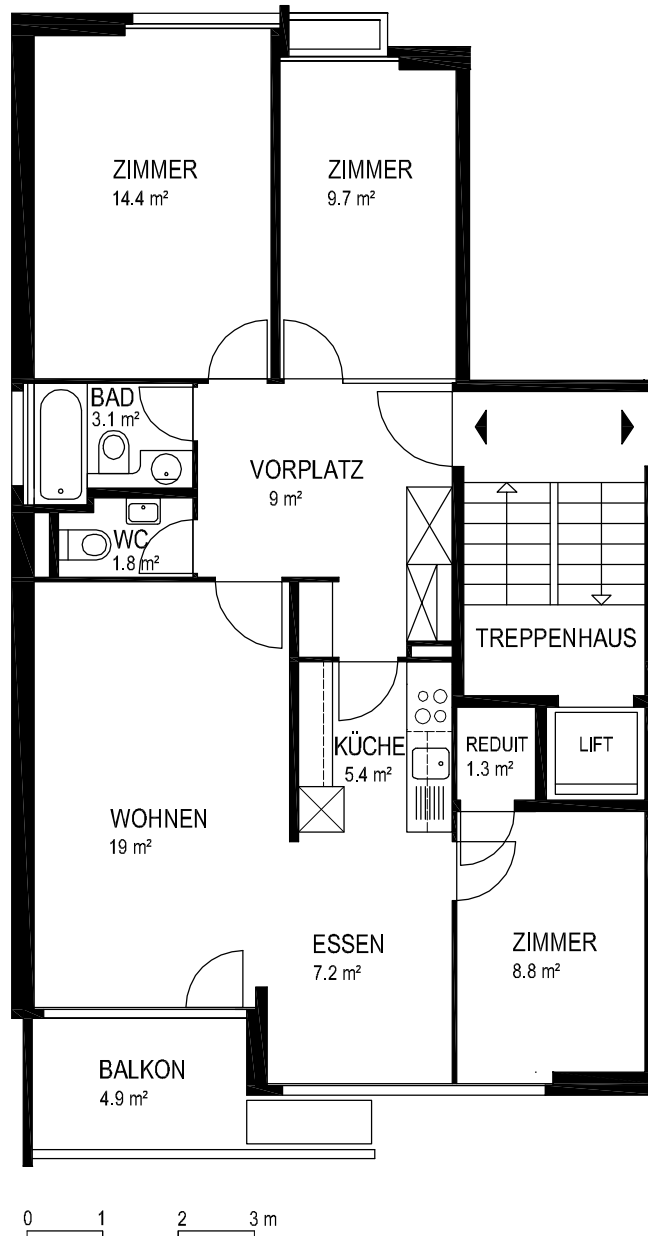 ZIMMER
14.4 m²
ZIMMER
9.7 m²
BAD
3.1 m²
VORPLATZ
9 m²
WC
1.8 m²
TREPPENHAUS
KÜCHE
5.4 m²
REDUIT
1.3 m²
LIFT
WOHNEN
19 m²
ESSEN
7.2 m²
ZIMMER
8.8 m²
BALKON
4.9 m²
0 1 2 3 m